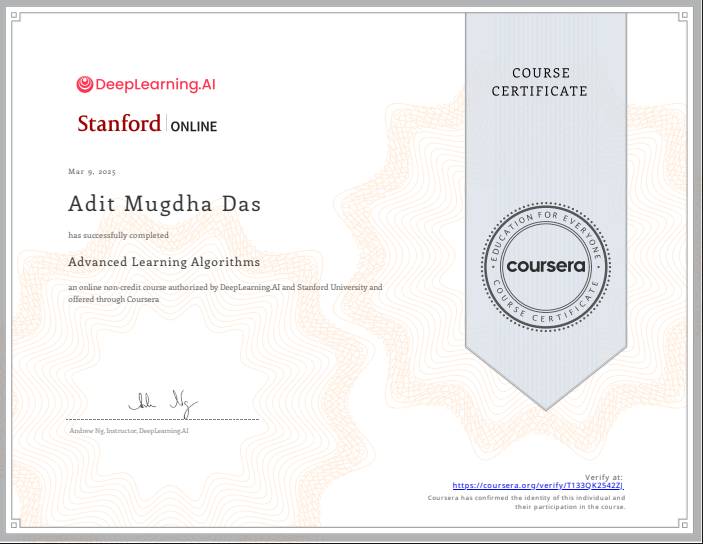 DeepLearning.AI
Stanford | ONLINE
COURSE
CERTIFICATE
Mar 9, 2025
Adit Mugdha Das
has successfully completed
Advanced Learning Algorithms
an online non-credit course authorized by DeepLearning.AI and Stanford University and
offered through Coursera
EDUCATION FOR EVERYONE
coursera
COURSE CERTIFICATE
Andrew Ng, Instructor, DeepLearning.AI
Verify at:
https://coursera.org/verify/T133QK2542ZJ
Coursera has confirmed the identity of this individual and
their participation in the course.